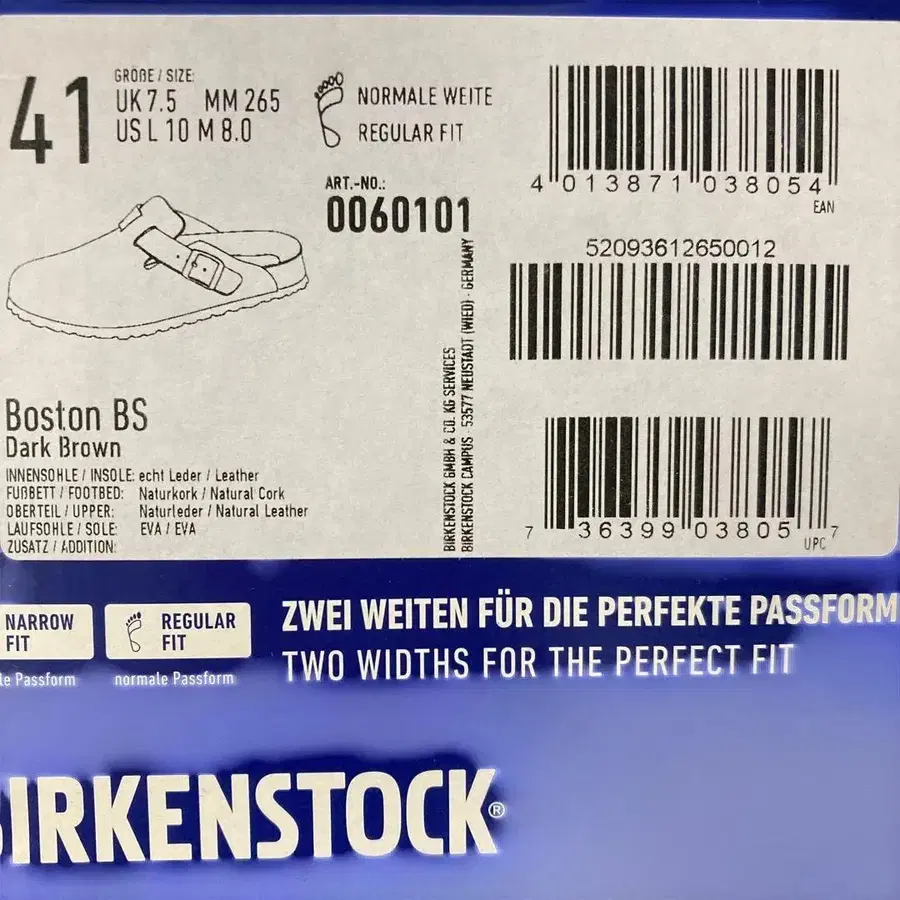 41
GRÖßE / SIZE:
UK 7.5 MM 265
US L 10 M 8.0
NORMALE WEITE
REGULAR FIT
ART.-NO.:
0060101
4 013871 038054
EAN
52093612650012
7 36399 03805 7
UPC
BIRKENSTOCK GMBH & CO. KG SERVICES
BIRKENSTOCK CAMPUS · 53577 NEUSTADT (WIED) · GERMANY
Boston BS
Dark Brown
INNENSOHLE / INSOLE: echt Leder / Leather
FUßBETT / FOOTBED: Naturkork / Natural Cork
OBERTEIL / UPPER: Naturleder / Natural Leather
LAUFSOHLE / SOLE: EVA / EVA
ZUSATZ / ADDITION:
NARROW
FIT
le Passform
REGULAR
FIT
normale Passform
ZWEI WEITEN FÜR DIE PERFEKTE PASSFORM
TWO WIDTHS FOR THE PERFECT FIT
BIRKENSTOCK®